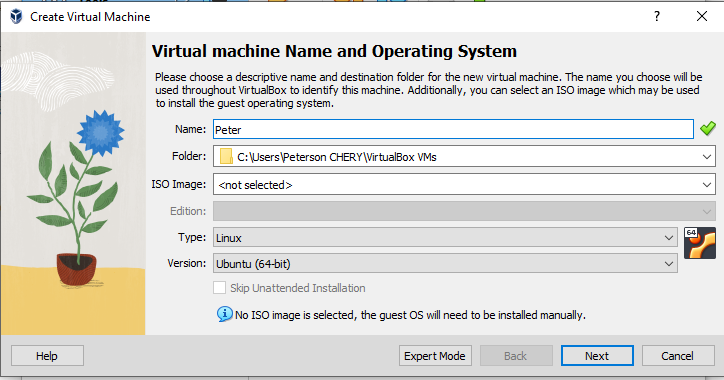 Create Virtual Machine
Virtual machine Name and Operating System
Please choose a descriptive name and destination folder for the new virtual machine. The name you choose will be
used throughout VirtualBox to identify this machine. Additionally, you can select an ISO image which may be used
to install the guest operating system.
Name: Peter
Folder: C:\Users\Peterson CHERY\VirtualBox VMs
ISO Image: <not selected>
Edition:
Type: Linux
64
Version: Ubuntu (64-bit)
Skip Unattended Installation
No ISO image is selected, the guest OS will need to be installed manually.
Help Expert Mode Back Next Cancel